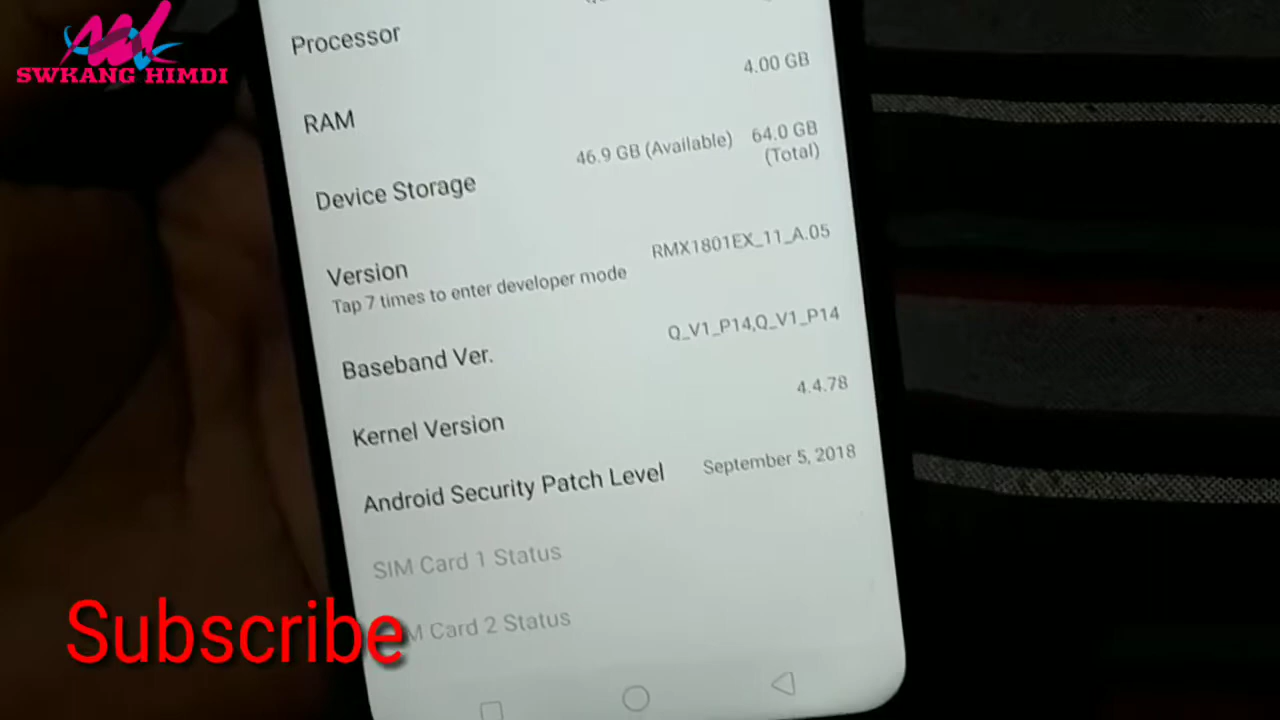 SWKANG HIMDI
Processor
RAM 4.00 GB
Device Storage 46.9 GB (Available) 64.0 GB
(Total)
Version RMX1801EX_11_A.05
Tap 7 times to enter developer mode
Baseband Ver. Q_V1_P14,Q_V1_P14
Kernel Version 4.4.78
Android Security Patch Level September 5, 2018
SIM Card 1 Status
M Card 2 Status
Subscribe